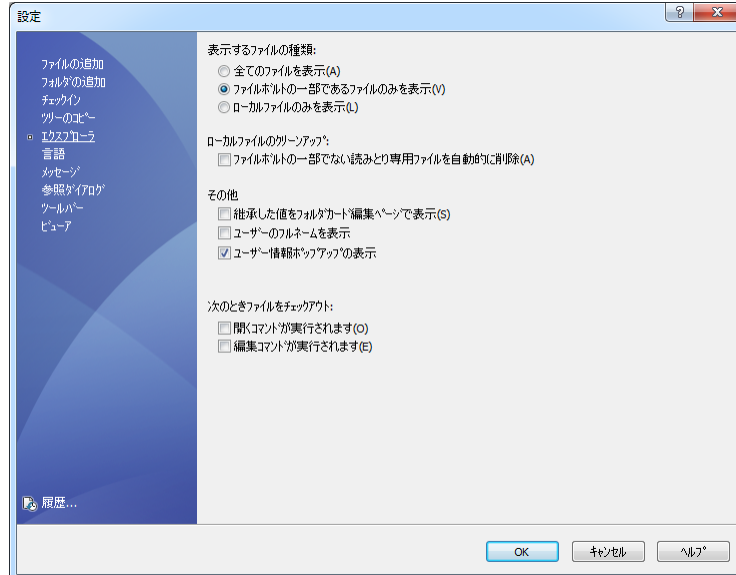 設定
ファイルの追加
フォルダの追加
チェックイン
ツリーのコピー
エクスプローラ
言語
メッセージ
参照ダイアログ
ツールバー
ビューア
履歴...
表示するファイルの種類:
全てのファイルを表示(A)
ファイルボルトの一部であるファイルのみを表示(V)
ローカルファイルのみを表示(L)
ローカルファイルのクリーンアップ:
ファイルボルトの一部でない読みとり専用ファイルを自動的に削除(A)
その他
継承した値をフォルダカード編集ページで表示(S)
ユーザーのフルネームを表示
ユーザー情報ポップアップの表示
次のときファイルをチェックアウト:
開くコマンドが実行されます(O)
編集コマンドが実行されます(E)
OK
キャンセル
ヘルプ